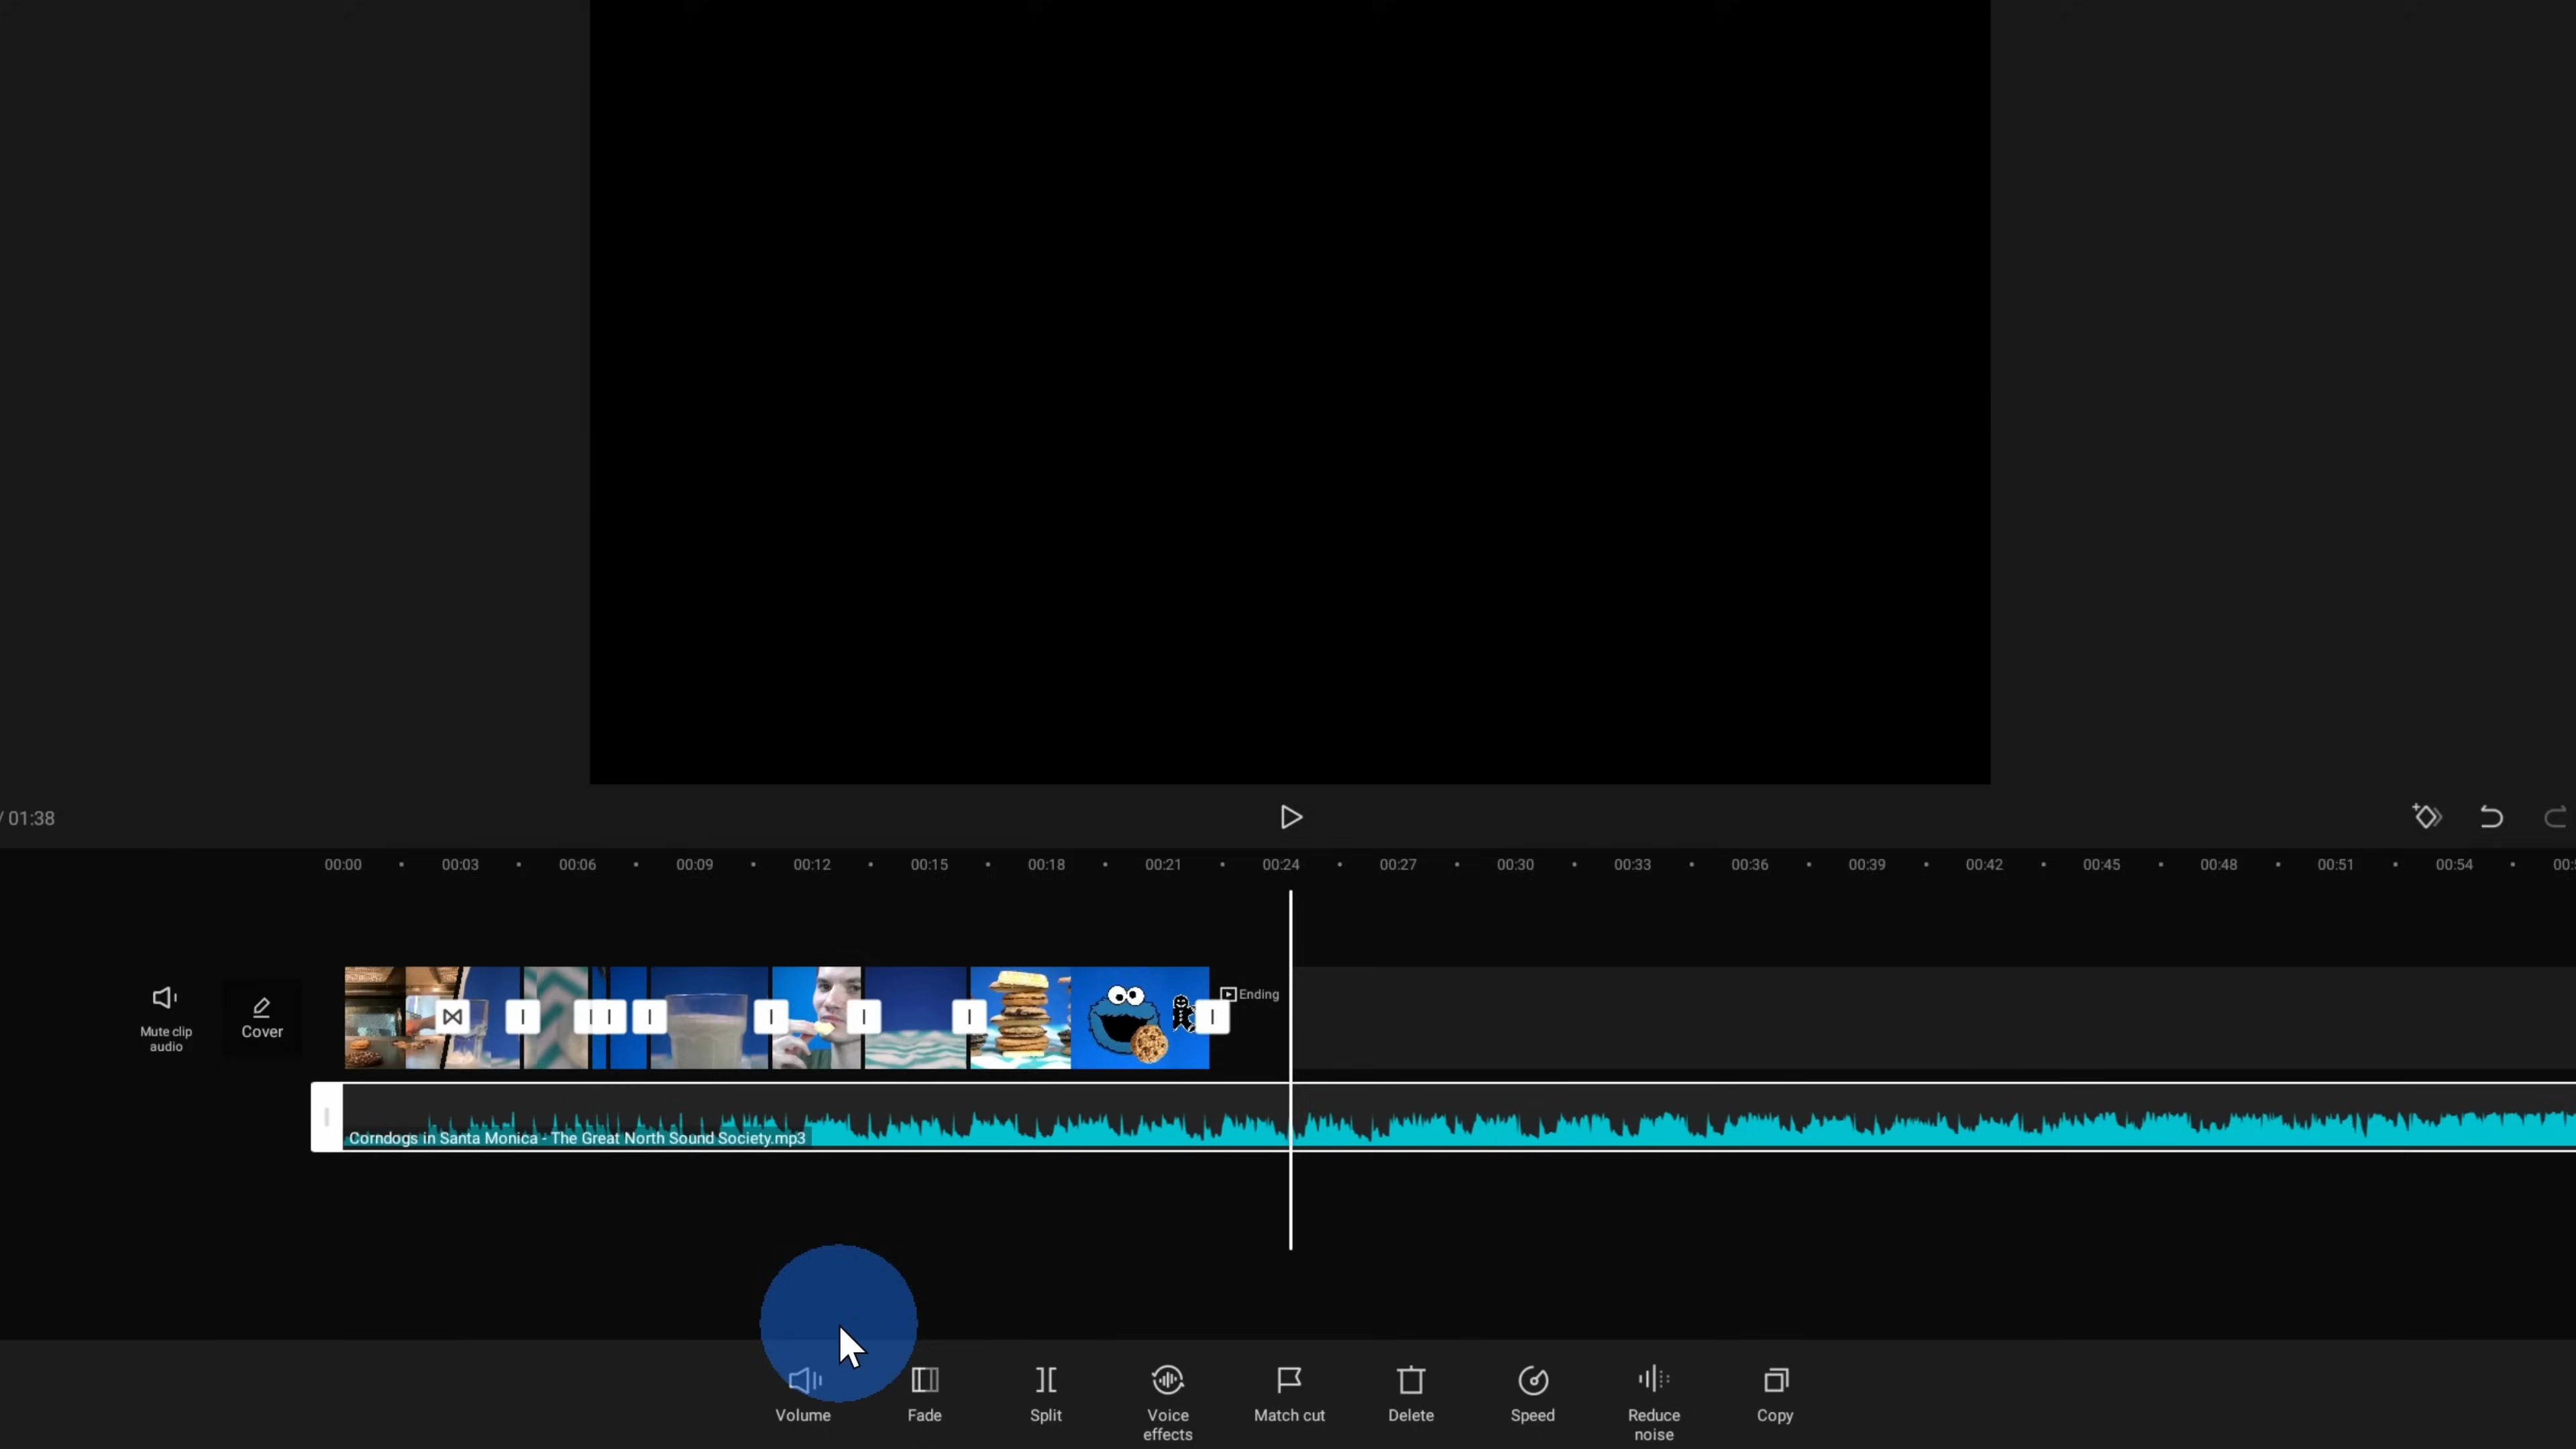 / 01:38
00:00 00:03 00:06 00:09 00:12 00:15 00:18 00:21 00:24 00:27 00:30 00:33 00:36 00:39 00:42 00:45 00:48 00:51 00:54
Ending
Mute clip
audio
Cover
Corndogs in Santa Monica - The Great North Sound Society.mp3
Volume
Fade
Split
Voice
effects
Match cut
Delete
Speed
Reduce
noise
Copy